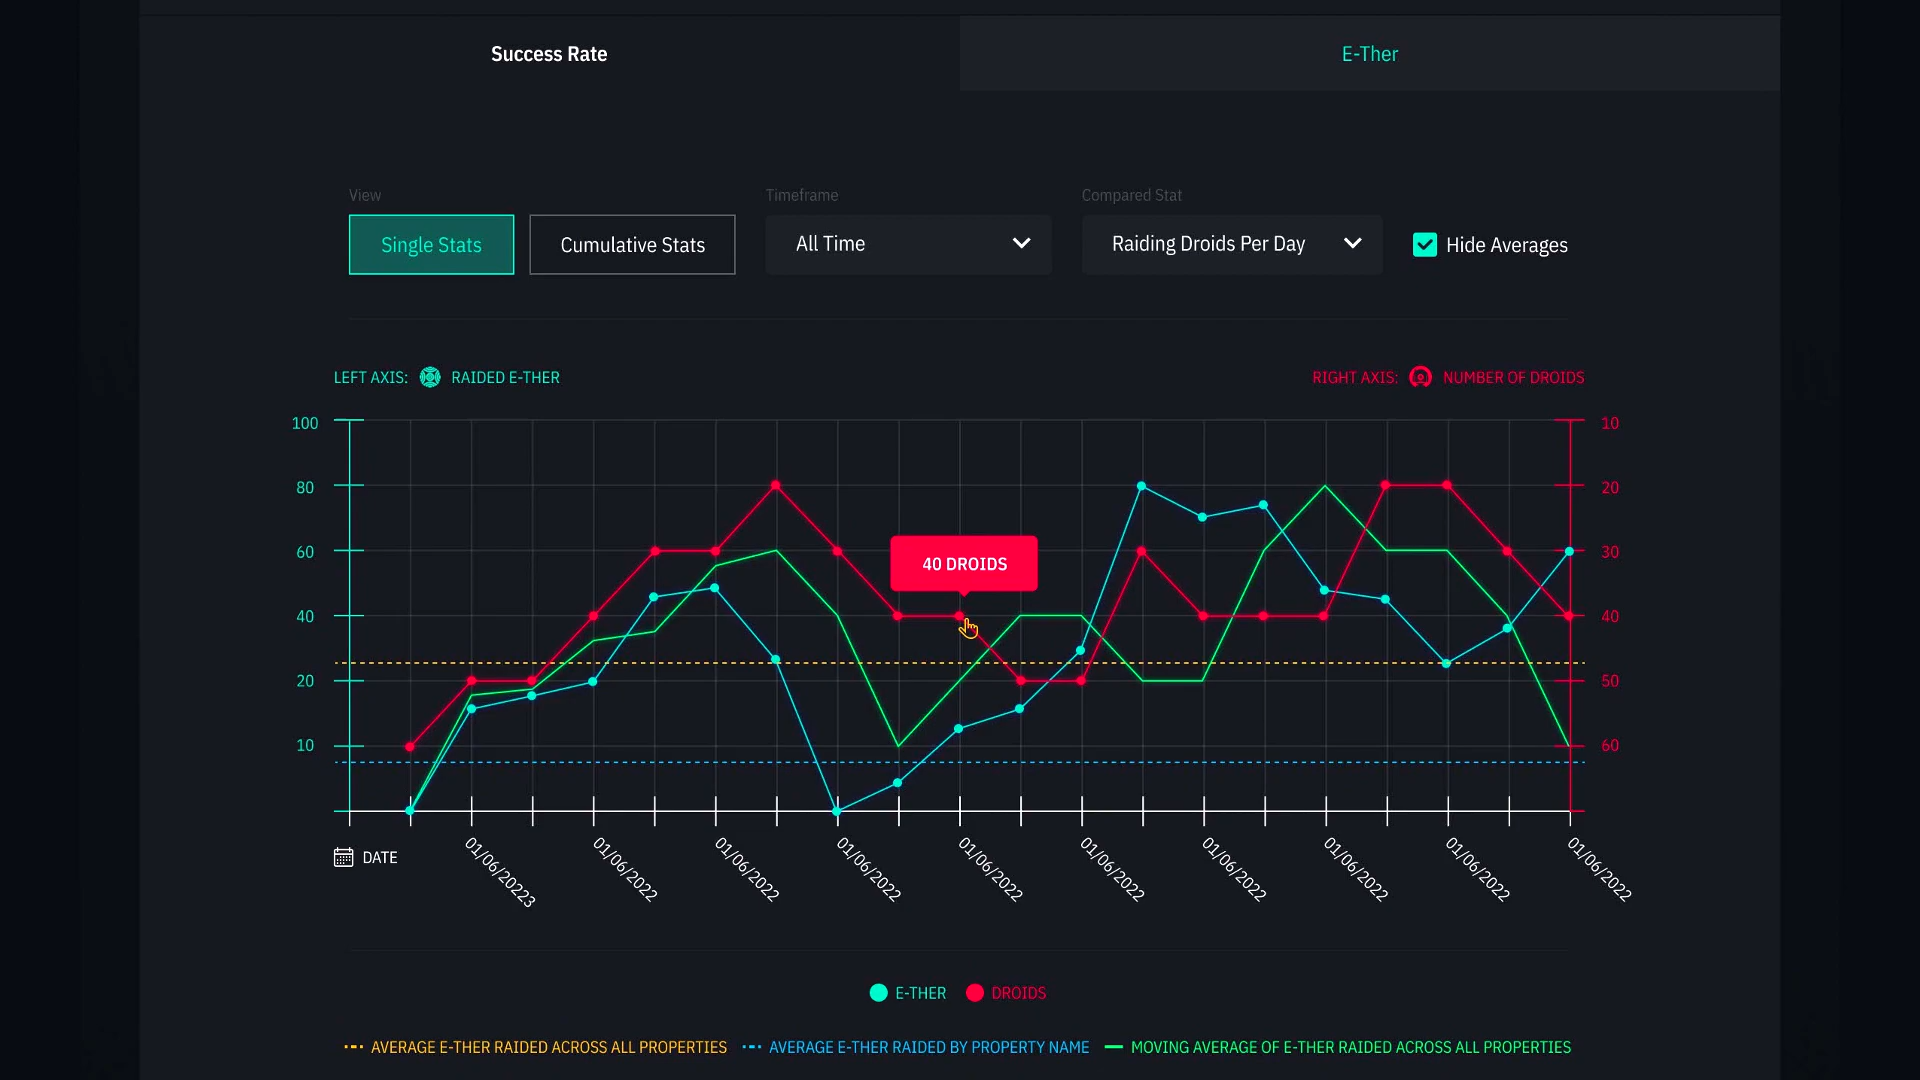 Success Rate
E-Ther
View
Timeframe
Compared Stat
Single Stats
Cumulative Stats
All Time
Raiding Droids Per Day
Hide Averages
LEFT AXIS: RAIDED E-THER
RIGHT AXIS: NUMBER OF DROIDS
100
10
80
20
60
30
40 DROIDS
40
40
20
50
10
60
DATE
01/06/20223
01/06/2022
01/06/2022
01/06/2022
01/06/2022
01/06/2022
01/06/2022
01/06/2022
01/06/2022
01/06/2022
E-THER
DROIDS
AVERAGE E-THER RAIDED ACROSS ALL PROPERTIES
AVERAGE E-THER RAIDED BY PROPERTY NAME
MOVING AVERAGE OF E-THER RAIDED ACROSS ALL PROPERTIES